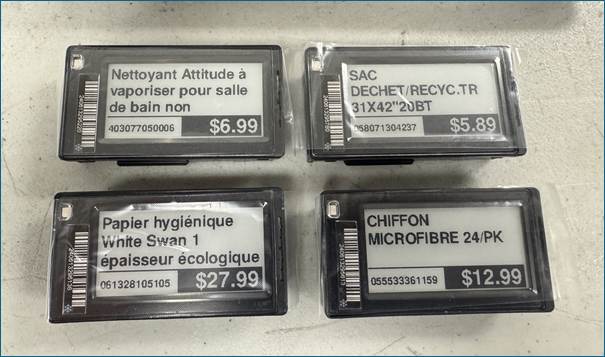 Nettoyant Attitude à
vaporiser pour salle
de bain non
403077050006 $6.99
SAC
DECHET/RECYC.TR
31X42"20BT
058071304237 $5.89
Papier hygiénique
White Swan 1
épaisseur écologique
061328105105 $27.99
CHIFFON
MICROFIBRE 24/PK
055533361159 $12.99